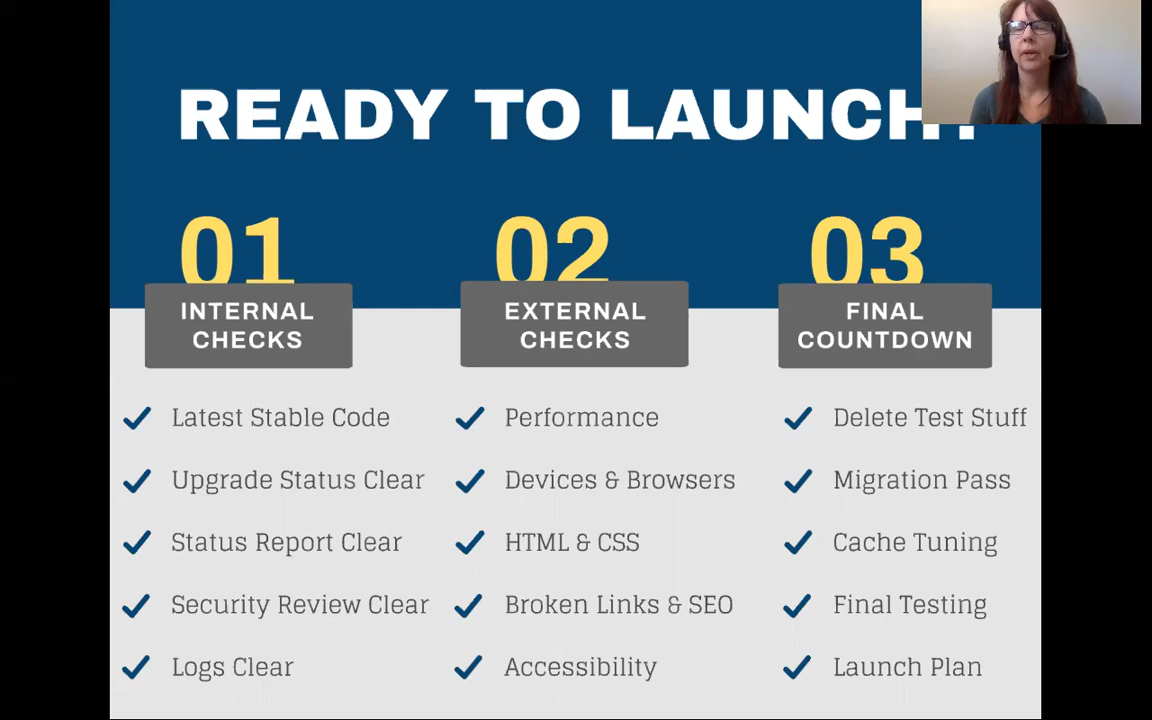 READY TO LAUNCH?
01
INTERNAL
CHECKS
Latest Stable Code
Upgrade Status Clear
Status Report Clear
Security Review Clear
Logs Clear
02
EXTERNAL
CHECKS
Performance
Devices & Browsers
HTML & CSS
Broken Links & SEO
Accessibility
03
FINAL
COUNTDOWN
Delete Test Stuff
Migration Pass
Cache Tuning
Final Testing
Launch Plan